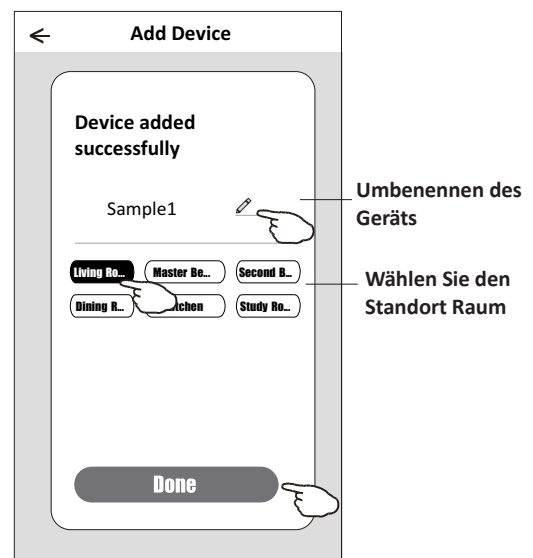 Add Device
Device added
successfully
Sample1
Umbenennen des
Geräts
Living Ro...
Master Be...
Second B...
Wählen Sie den
Standort Raum
Dining R...
Study Ro...
Done